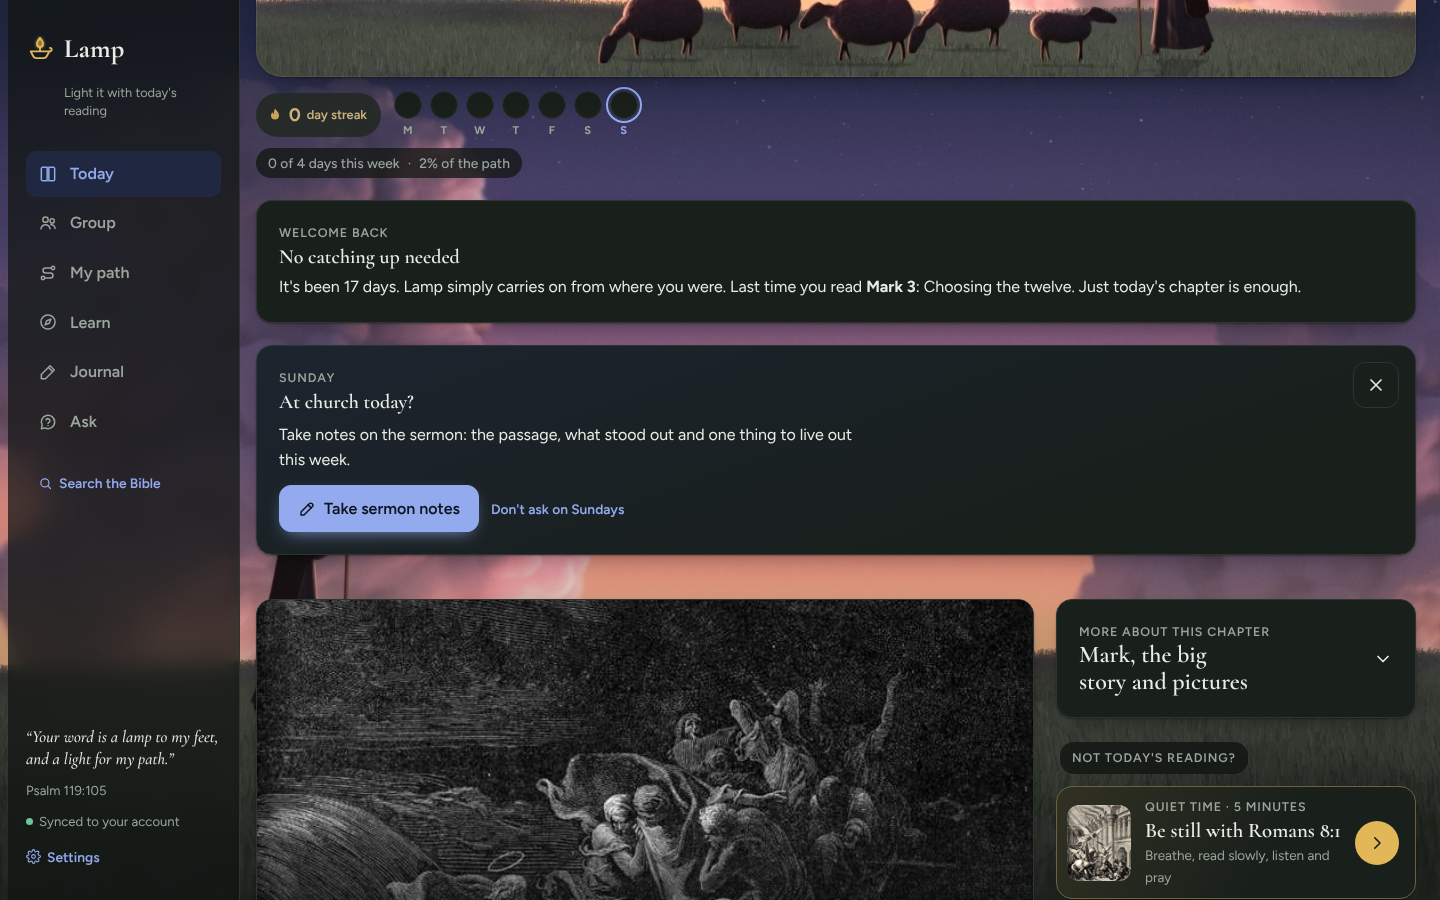 Lamp
Light it with today's
reading
Today
Group
My path
Learn
Journal
Ask
Search the Bible
“Your word is a lamp to my feet,
and a light for my path.”
Psalm 119:105
Synced to your account
Settings
0 day streak
M T W T F S S
0 of 4 days this week · 2% of the path
WELCOME BACK
No catching up needed
It's been 17 days. Lamp simply carries on from where you were. Last time you read Mark 3: Choosing the twelve. Just today's chapter is enough.
SUNDAY
At church today?
Take notes on the sermon: the passage, what stood out and one thing to live out
this week.
Take sermon notes
Don't ask on Sundays
MORE ABOUT THIS CHAPTER
Mark, the big
story and pictures
NOT TODAY'S READING?
QUIET TIME · 5 MINUTES
Be still with Romans 8:1
Breathe, read slowly, listen and
pray